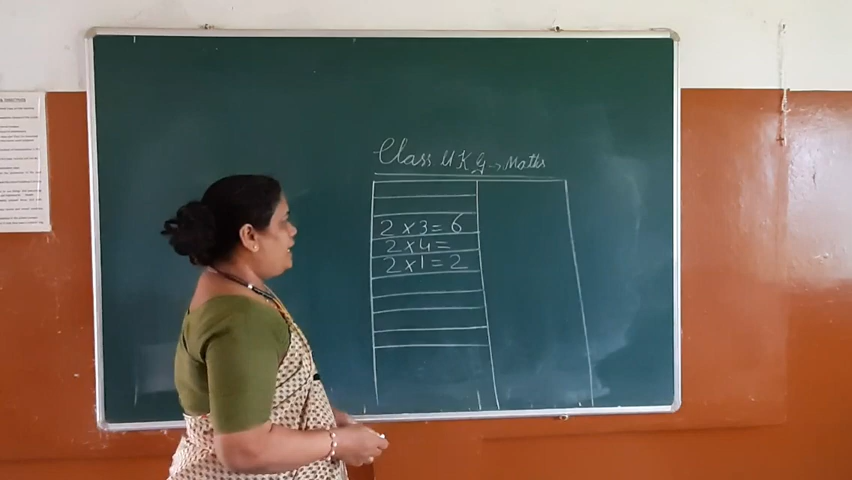 Class UKG → Maths
2 × 3 = 6
2 × 4 =
2 × 1 = 2